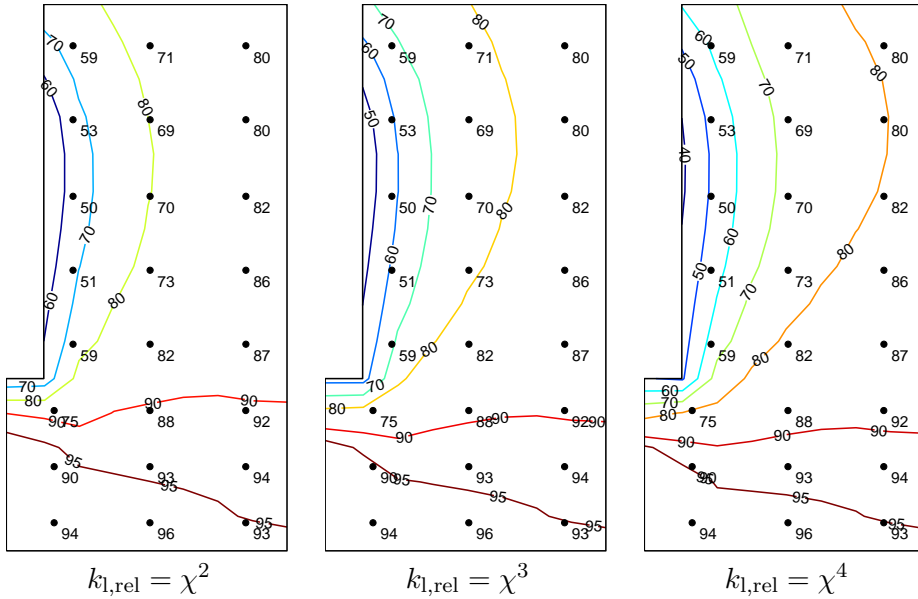 70 80 70 80 60 80
59 71 80 60 59 71 80 50 59 71 80
60 80 50
53 69 80 53 69 80 40 53 69 80
50 70 82 70 50 70 82 50 70 82
70 80 60 60 80
60 51 80 73 86 51 73 86 50 51 70 73 86
59 82 87 59 80 82 87 59 80 82 87
70 70 60
80 90 80 70
90 75 88 90 92 75 90 88 90 92 90 80 75 90 88 90 92
95 90 95 93 94 90 95 93 95 94 90 95 93 95 94
94 96 95 93 94 96 95 93 94 96 95 93
k_{l,rel} = χ^2 k_{l,rel} = χ^3 k_{l,rel} = χ^4